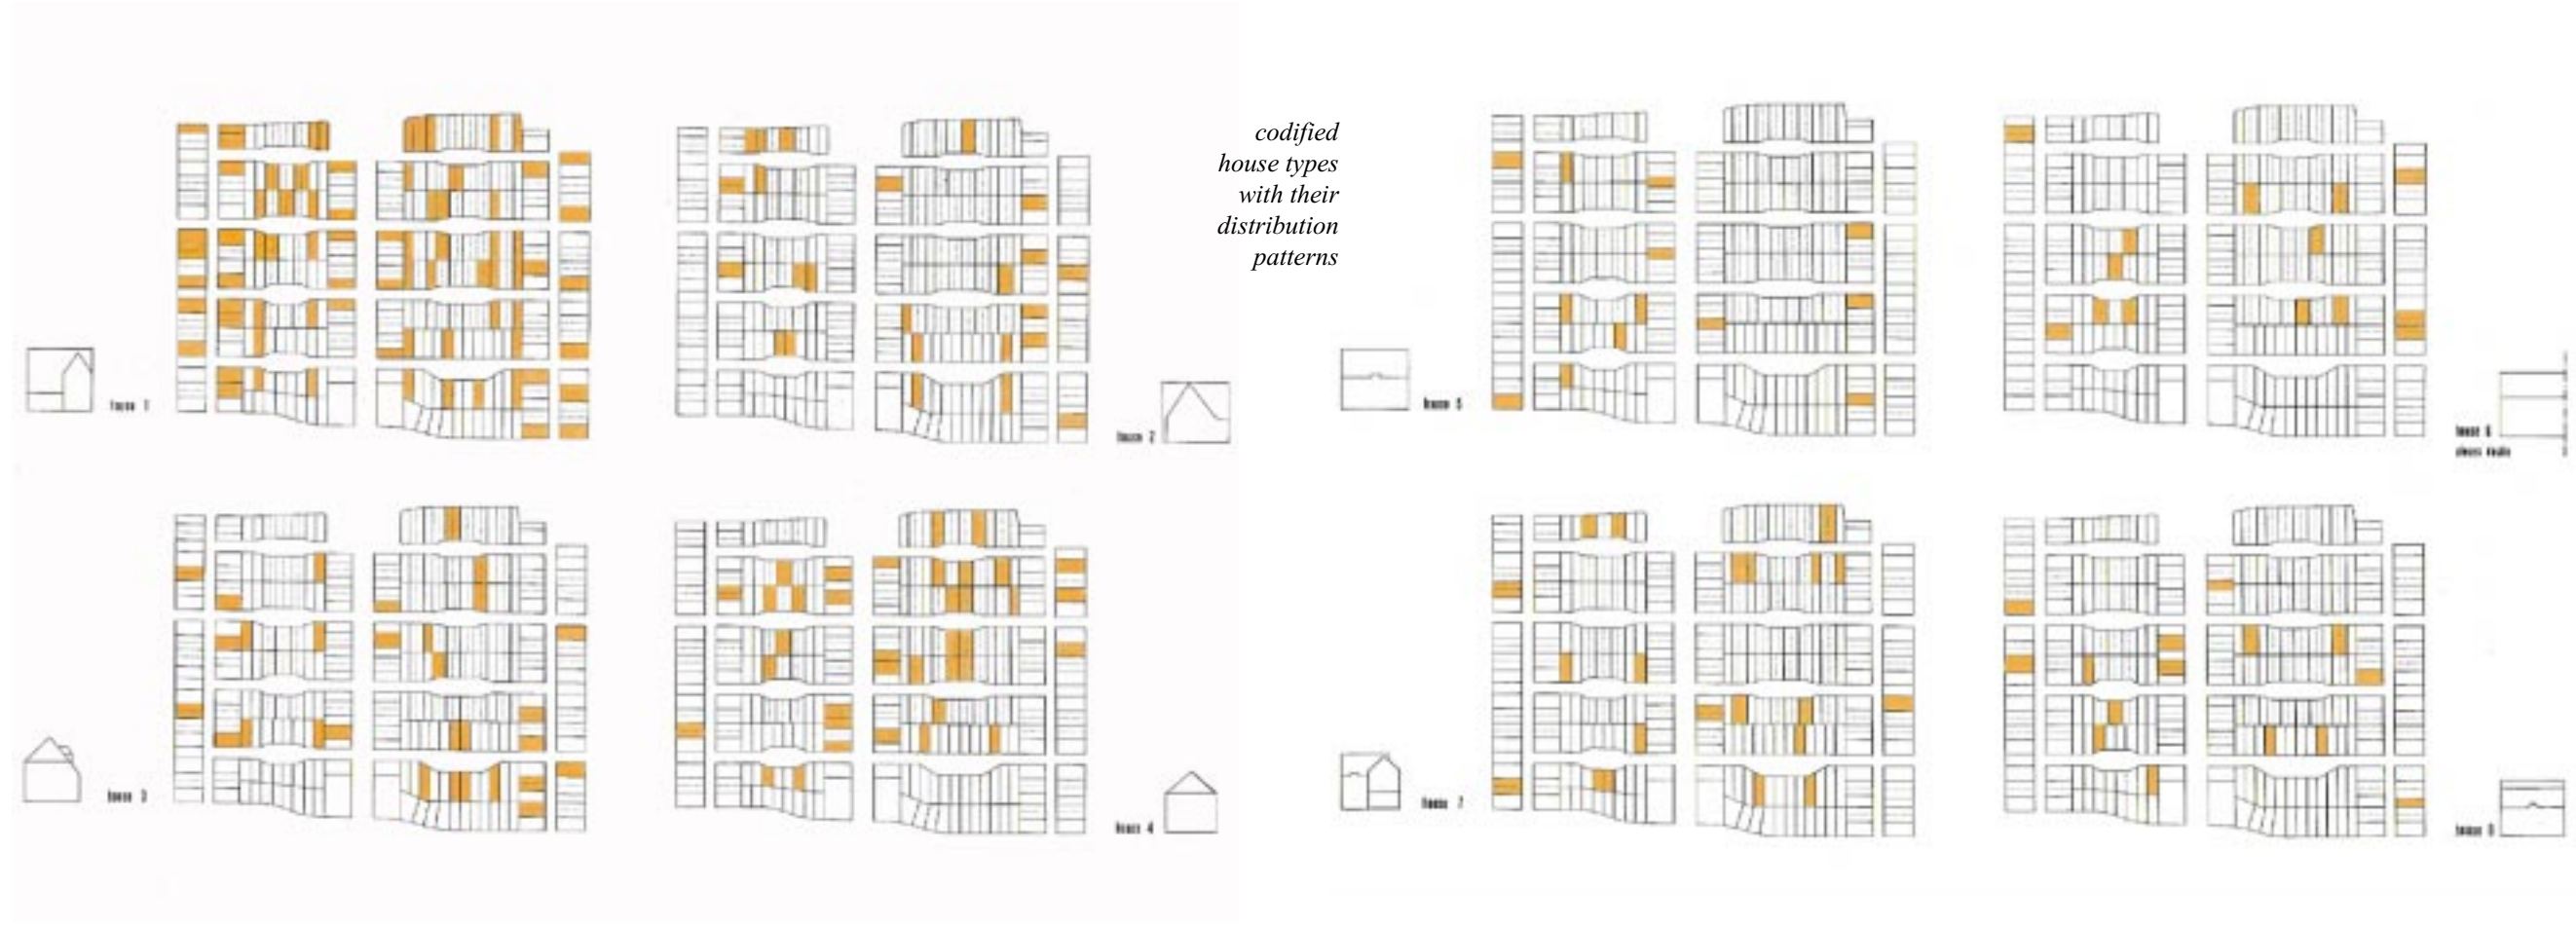 codified
house types
with their
distribution
patterns
house 1
house 2
house 5
house 6
house 3
house 4
house 7
house 8